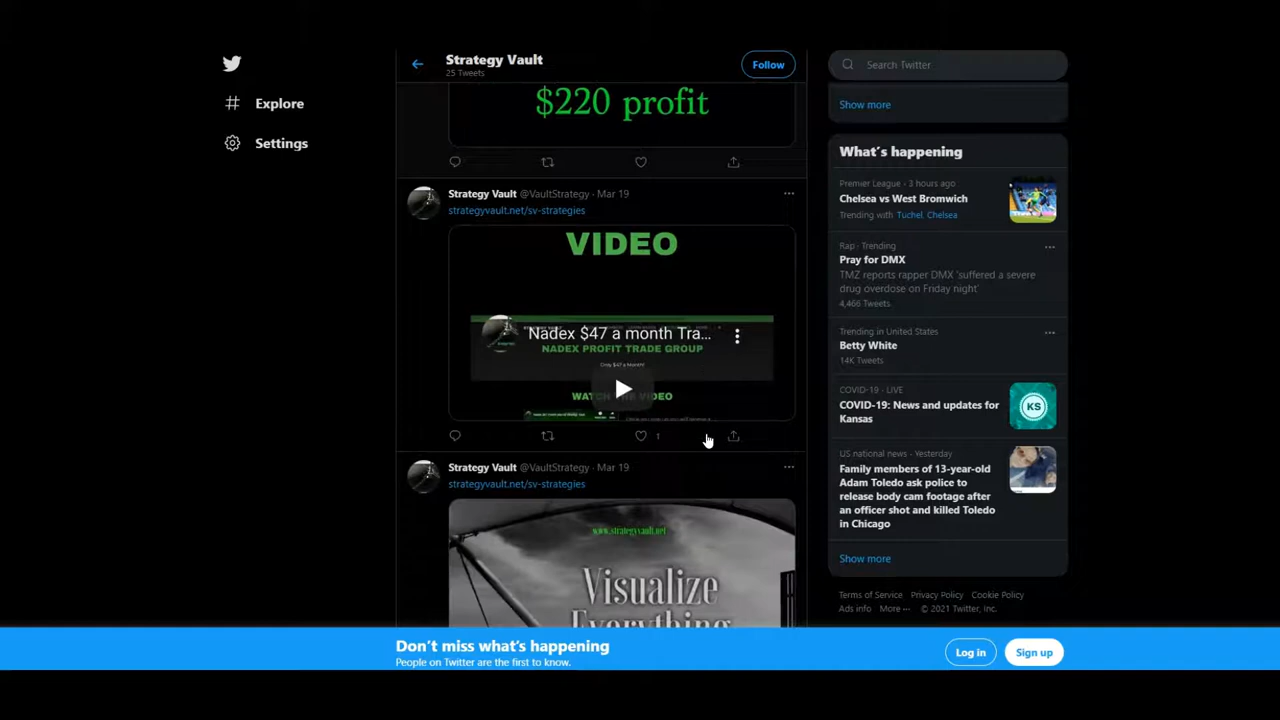 Explore
Settings
Strategy Vault
25 Tweets
Follow
$220 profit
Strategy Vault @VaultStrategy · Mar 19
strategyvault.net/sv-strategies
VIDEO
Nadex $47 a month Tra...
NADEX PROFIT TRADE GROUP
Only $47 a Month!
Strategy Vault @VaultStrategy · Mar 19
1
strategyvault.net/sv-strategies
www.strategyvault.net
Visualize
Everything
Search Twitter
Show more
What's happening
Premier League · 3 hours ago
Chelsea vs West Bromwich
Trending with Tuchel, Chelsea
Rap · Trending
Pray for DMX
TMZ reports rapper DMX 'suffered a severe
drug overdose on Friday night'
4,466 Tweets
Trending in United States
Betty White
14K Tweets
COVID-19 · LIVE
COVID-19: News and updates for
Kansas
KS
US national news · Yesterday
Family members of 13-year-old
Adam Toledo ask police to
release body cam footage after
an officer shot and killed Toledo
in Chicago
Show more
Terms of Service Privacy Policy Cookie Policy
Ads info More ··· © 2021 Twitter, Inc.
Don't miss what's happening
People on Twitter are the first to know.
Log in
Sign up